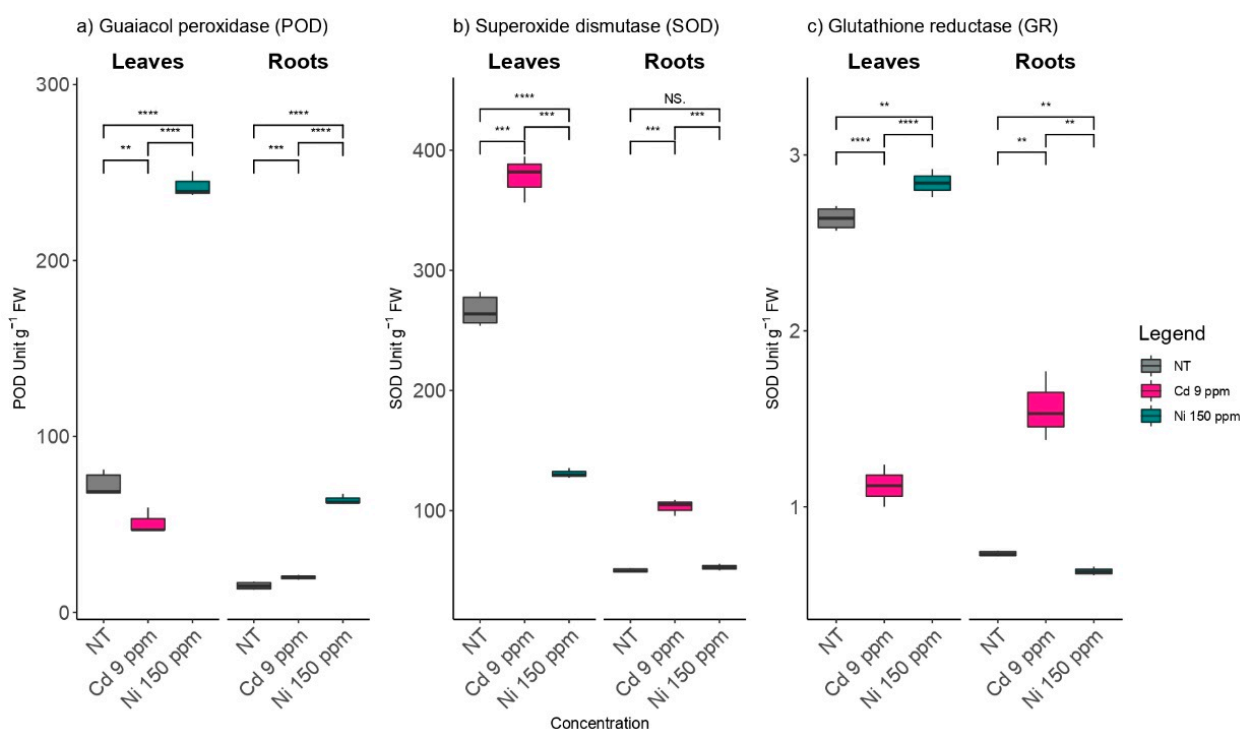 a) Guaiacol peroxidase (POD)
b) Superoxide dismutase (SOD)
c) Glutathione reductase (GR)
Leaves
Roots
Leaves
Roots
Leaves
Roots
POD Unit g⁻¹ FW
300
200
100
0
****
**
****
****
***
****
NT
Cd 9 ppm
Ni 150 ppm
NT
Cd 9 ppm
Ni 150 ppm
SOD Unit g⁻¹ FW
400
300
200
100
****
***
***
NS.
***
***
NT
Cd 9 ppm
Ni 150 ppm
NT
Cd 9 ppm
Ni 150 ppm
SOD Unit g⁻¹ FW
3
2
1
**
****
****
**
**
**
NT
Cd 9 ppm
Ni 150 ppm
NT
Cd 9 ppm
Ni 150 ppm
Concentration
Legend
NT
Cd 9 ppm
Ni 150 ppm